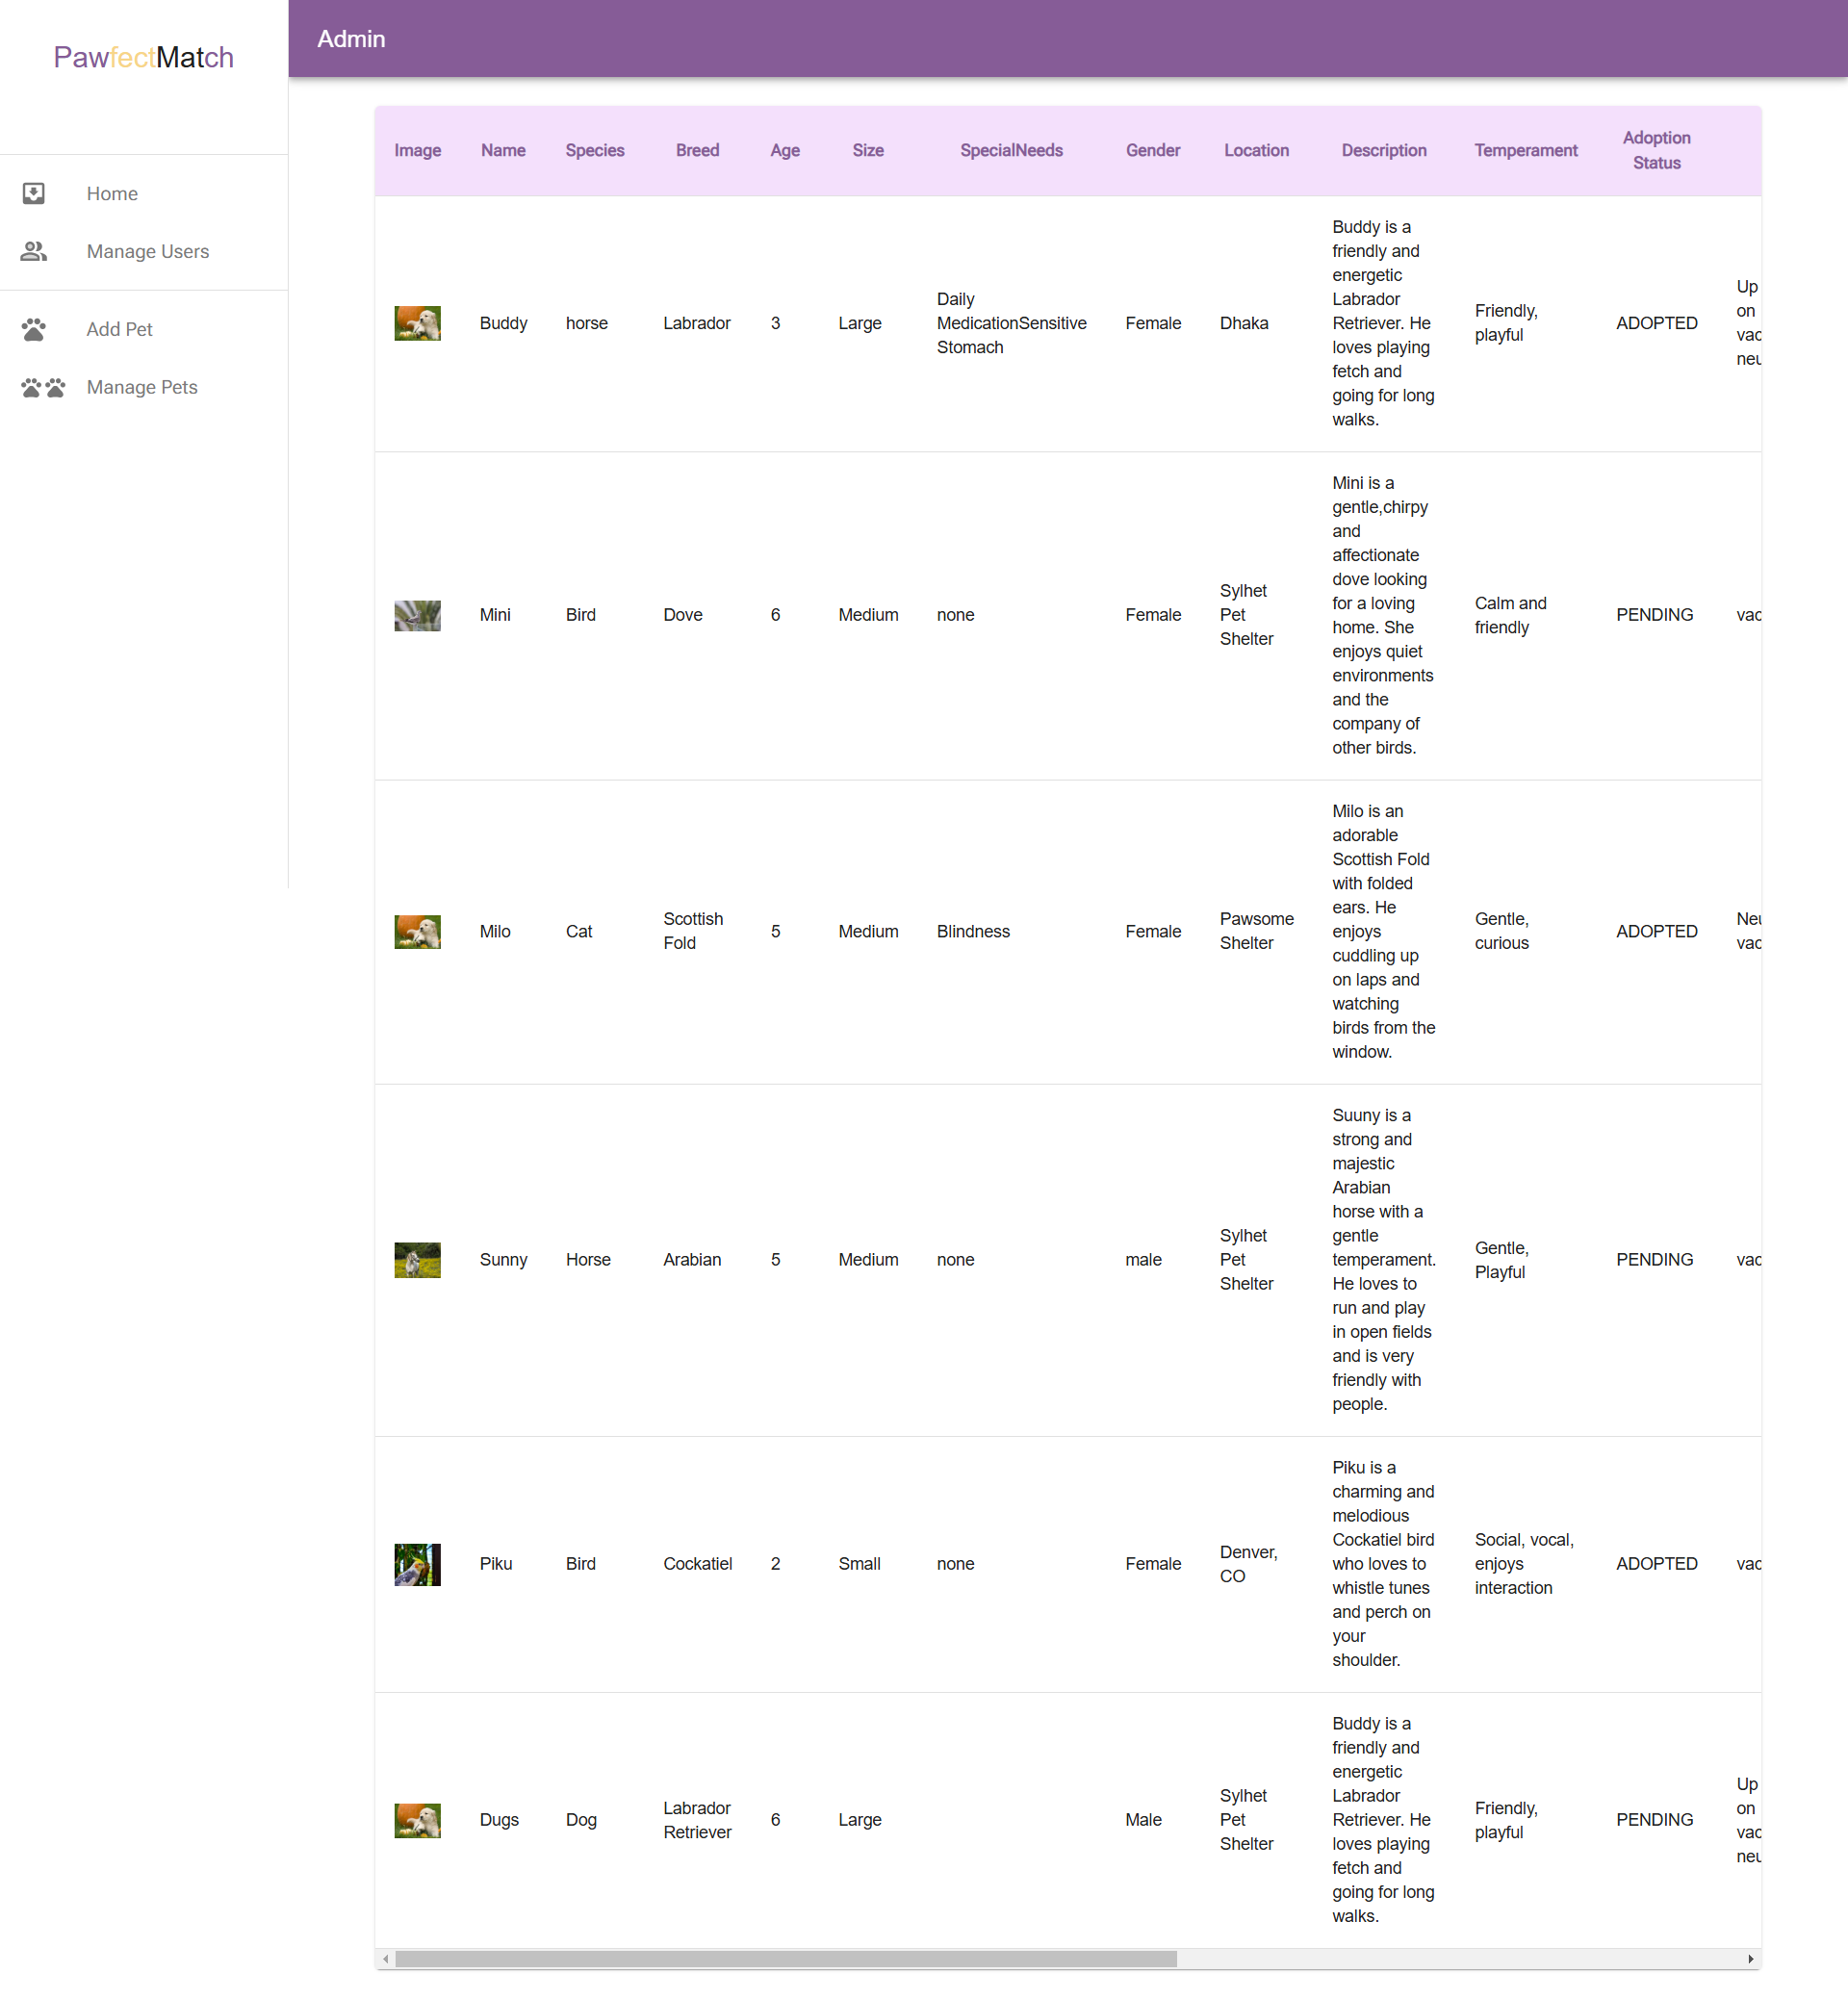 PawfectMatch
Admin
Home
Manage Users
Add Pet
Manage Pets
Image Name Species Breed Age Size SpecialNeeds Gender Location Description Temperament Adoption
Status
Buddy horse Labrador 3 Large
Daily
MedicationSensitive
Stomach
Female Dhaka
Buddy is a
friendly and
energetic
Labrador
Retriever. He
loves playing
fetch and
going for long
walks.
Friendly,
playful
ADOPTED
Up
on
Mini Bird Dove 6 Medium none Female
Sylhet
Pet
Shelter
Mini is a
gentle,chirpy
and
affectionate
dove looking
for a loving
home. She
enjoys quiet
environments
and the
company of
other birds.
Calm and
friendly
PENDING
Milo Cat
Scottish
Fold
5 Medium Blindness Female
Pawsome
Shelter
Milo is an
adorable
Scottish Fold
with folded
ears. He
enjoys
cuddling up
on laps and
watching
birds from the
window.
Gentle,
curious
ADOPTED
Sunny Horse Arabian 5 Medium none male
Sylhet
Pet
Shelter
Suuny is a
strong and
majestic
Arabian
horse with a
gentle
temperament.
He loves to
run and play
in open fields
and is very
friendly with
people.
Gentle,
Playful
PENDING
Piku Bird Cockatiel 2 Small none Female
Denver,
CO
Piku is a
charming and
melodious
Cockatiel bird
who loves to
whistle tunes
and perch on
your
shoulder.
Social, vocal,
enjoys
interaction
ADOPTED
Dugs Dog
Labrador
Retriever
6 Large Male
Sylhet
Pet
Shelter
Buddy is a
friendly and
energetic
Labrador
Retriever. He
loves playing
fetch and
going for long
walks.
Friendly,
playful
PENDING
Up
on